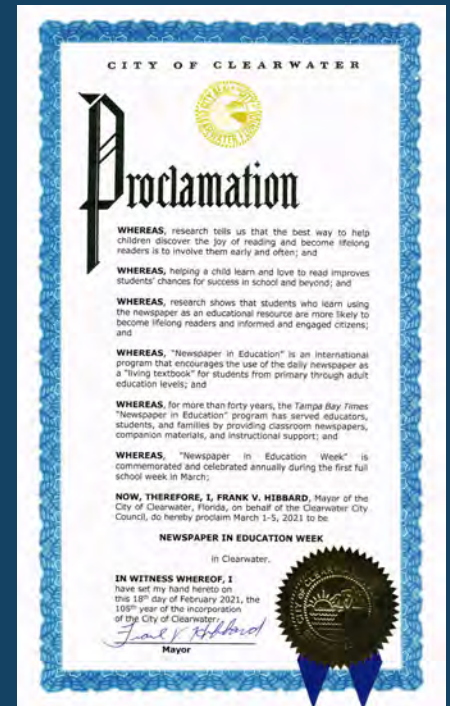 CITY OF CLEARWATER
Proclamation
WHEREAS, research tells us that the best way to help
children discover the joy of reading and become lifelong
readers is to involve them early and often; and
WHEREAS, helping a child learn and love to read improves
students' chances for success in school and beyond; and
WHEREAS, research shows that students who learn using
the newspaper as an educational resource are more likely to
become lifelong readers and informed and engaged citizens;
and
WHEREAS, "Newspaper in Education" is an international
program that encourages the use of the daily newspaper as
a "living textbook" for students from primary through adult
education levels; and
WHEREAS, for more than forty years, the Tampa Bay Times
"Newspaper in Education" program has served educators,
students, and families by providing classroom newspapers,
companion materials, and instructional support; and
WHEREAS, "Newspaper in Education Week" is
commemorated and celebrated annually during the first full
school week in March;
NOW, THEREFORE, I, FRANK V. HIBBARD, Mayor of the
City of Clearwater, Florida, on behalf of the Clearwater City
Council, do hereby proclaim March 1-5, 2021 to be
NEWSPAPER IN EDUCATION WEEK
in Clearwater.
IN WITNESS WHEREOF, I
have set my hand hereto on
this 18th day of February 2021, the
105th year of the incorporation
of the City of Clearwater.
Frank V Hibbard
Mayor
CITY OF CLEAR